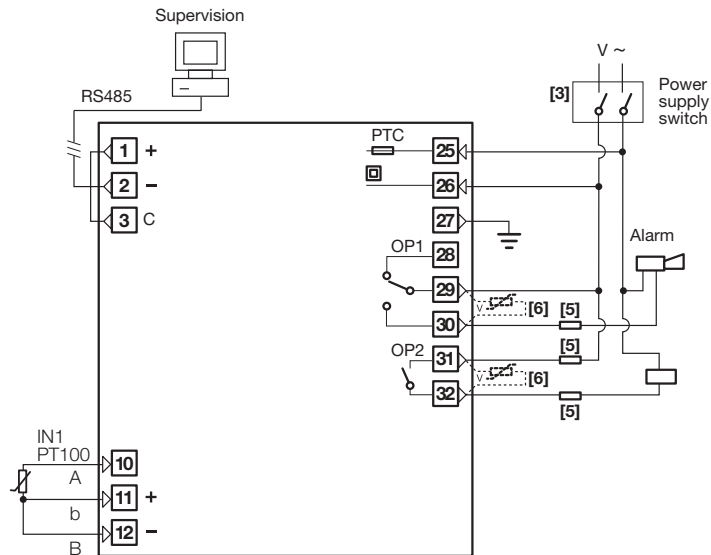 Supervision
V ~
[3]
Power
supply
switch
RS485
PTC
1 +
25
2 –
26
3 C
27
28
OP1
Alarm
29
V
[6]
30
[5]
[5]
OP2
31
V
[6]
32
[5]
IN1
PT100
10
A
11 +
b
12 –
B